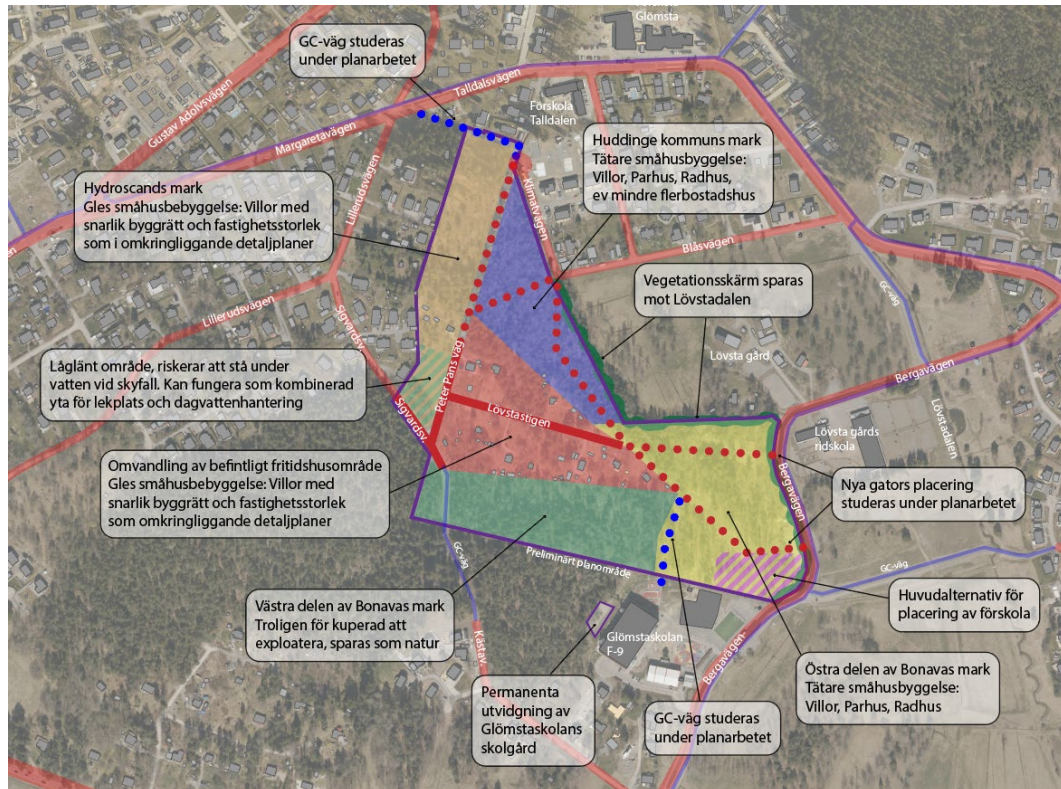 Glömsta
GC-väg studeras
under planarbetet
Talldalsvägen
Gustav Adolvsvägen
Margaretavägen
Förskola
Talldalen
Huddinge kommuns mark
Tätare småhusbyggelse:
Villor, Parhus, Radhus,
ev mindre flerbostadshus
Klimatvägen
Lillerudsvägen
Hydroscands mark
Gles småhusbyggelse: Villor med
snarlik byggrätt och fastighetsstorlek
som i omkringliggande detaljplaner
Blåsvägen
GC-väg
Vegetationsskärm sparas
mot Lövstadalen
Lillerudsvägen
Sigvardsv.
Lövsta gård
Bergavägen
Låglänt område, riskerar att stå under
vatten vid skyfall. Kan fungera som kombinerad
yta för lekplats och dagvattenhantering
Peter Pans väg
Sigvardsv.
Lövstastigen
Lövstadalen
Lövsta gårds
ridskola
Bergavägen
Omvandling av befintligt fritidshusområde
Gles småhusbebyggelse: Villor med
snarlik byggrätt och fastighetsstorlek
som omkringliggande detaljplaner
Nya gators placering
studeras under planarbetet
Preliminärt planområde
GC-väg
GC-väg
Västra delen av Bonavas mark
Troligen för kuperad att
exploatera, sparas som natur
Huvudalternativ för
placering av förskola
Glömstaskolan
F-9
Kästav.
Bergavägen
Östra delen av Bonavas mark
Tätare småhusbyggelse:
Villor, Parhus, Radhus
Permanenta
utvidgning av
Glömstaskolans
skolgård
GC-väg studeras
under planarbetet